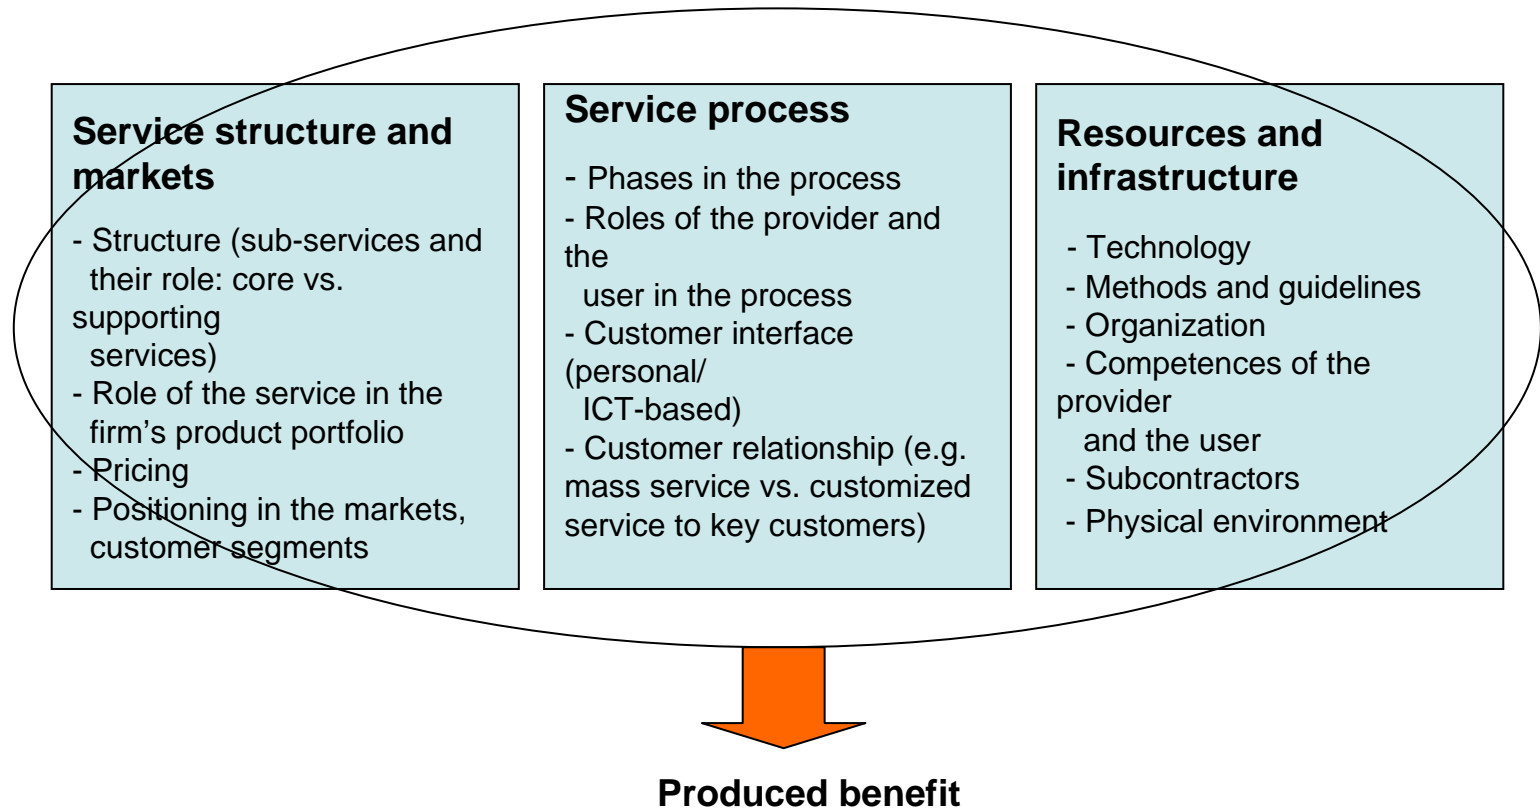 Service structure and
markets
- Structure (sub-services and
their role: core vs.
supporting
services)
- Role of the service in the
firm’s product portfolio
- Pricing
- Positioning in the markets,
customer segments
Service process
- Phases in the process
- Roles of the provider and
the
user in the process
- Customer interface
(personal/
ICT-based)
- Customer relationship (e.g.
mass service vs. customized
service to key customers)
Resources and
infrastructure
- Technology
- Methods and guidelines
- Organization
- Competences of the
provider
and the user
- Subcontractors
- Physical environment
Produced benefit